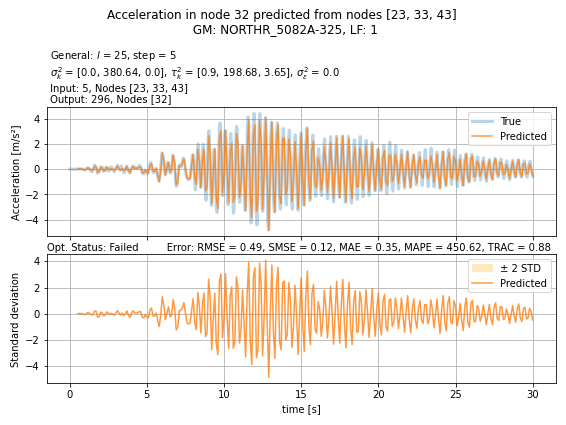 Acceleration in node 32 predicted from nodes [23, 33, 43]
GM: NORTHR_5082A-325, LF: 1
General: l = 25, step = 5
σ²ₖ = [0.0, 380.64, 0.0], τ²ₖ = [0.9, 198.68, 3.65], σ²ₑ = 0.0
Input: 5, Nodes [23, 33, 43]
Output: 296, Nodes [32]
Acceleration [m/s²]
4
2
0
−2
−4
True
Predicted
Opt. Status: Failed Error: RMSE = 0.49, SMSE = 0.12, MAE = 0.35, MAPE = 450.62, TRAC = 0.88
Standard deviation
4
2
0
−2
−4
± 2 STD
Predicted
0 5 10 15 20 25 30
time [s]